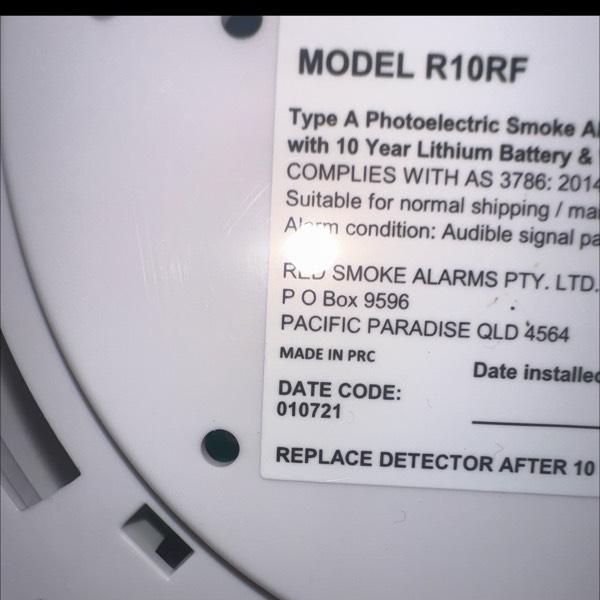 MODEL R10RF
Type A Photoelectric Smoke
with 10 Year Lithium Battery &
COMPLIES WITH AS 3786: 2014
Suitable for normal shipping /
Alarm condition: Audible signal
RED SMOKE ALARMS PTY. LTD.
P O Box 9596
PACIFIC PARADISE QLD 4564
MADE IN PRC
Date installed
DATE CODE:
010721
REPLACE DETECTOR AFTER 10